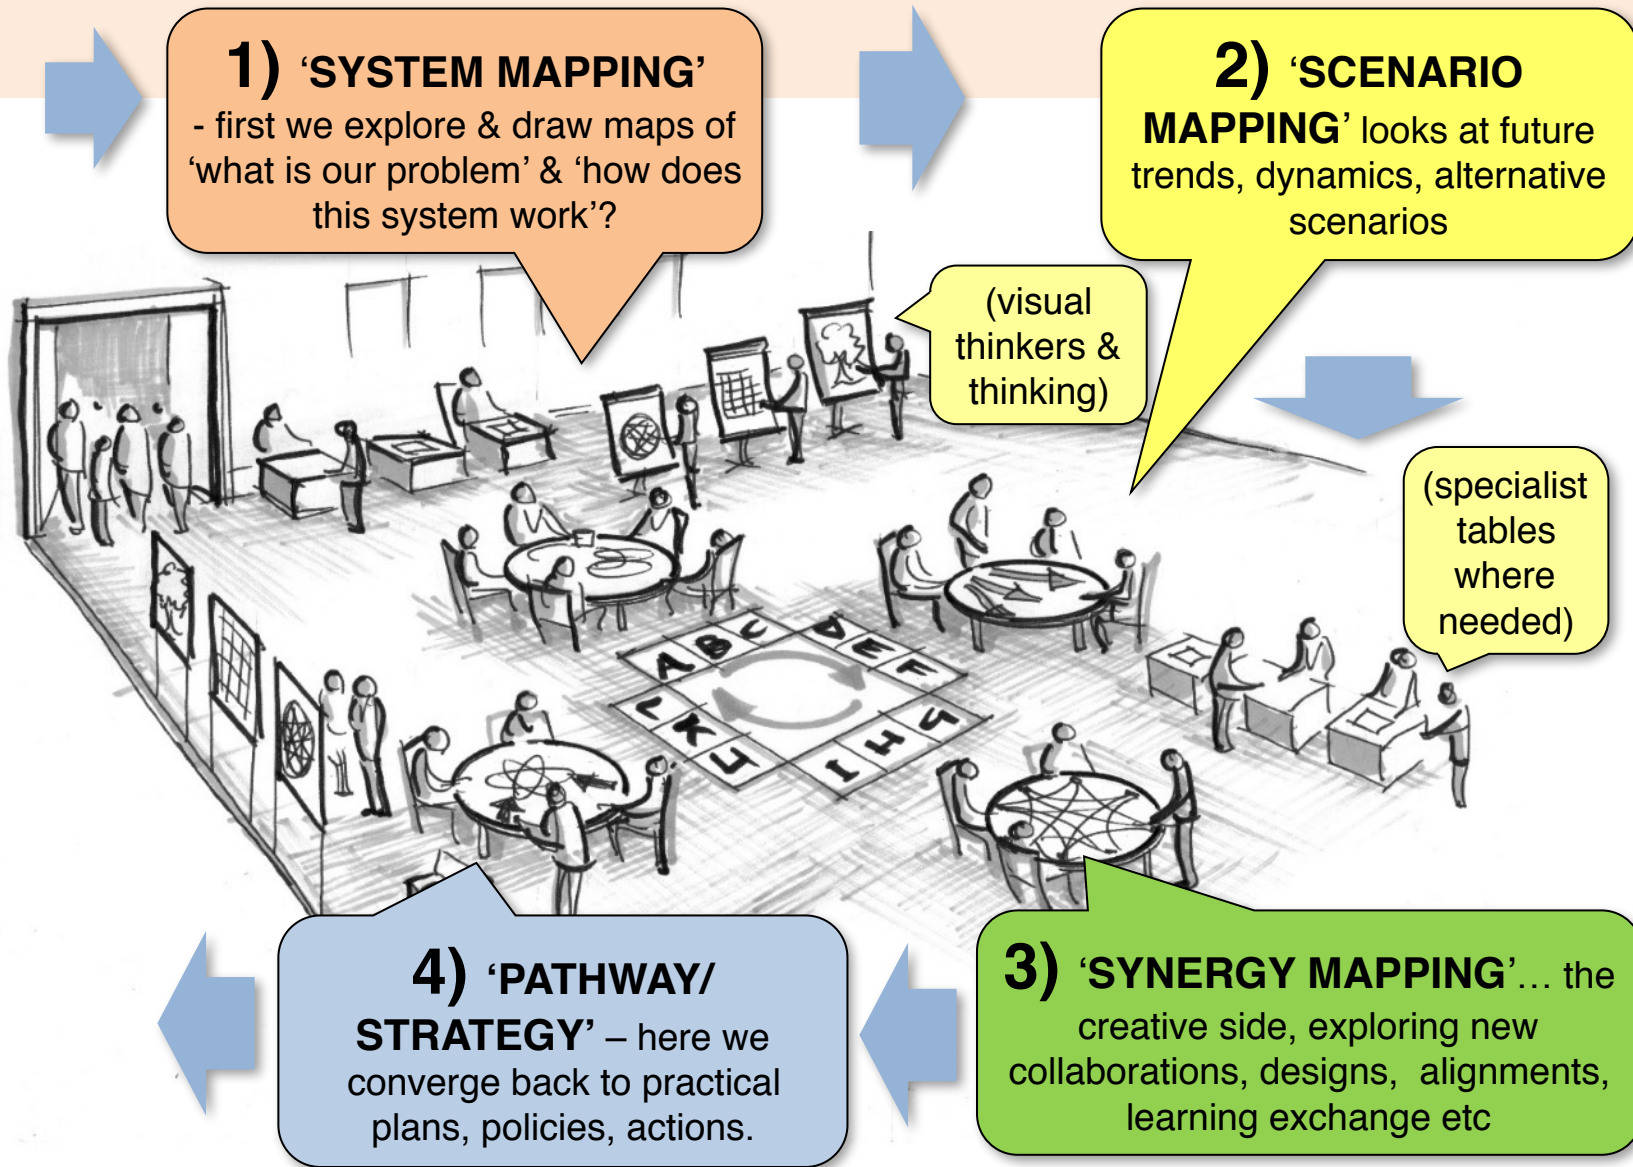 1) ‘SYSTEM MAPPING’
- first we explore & draw maps of
‘what is our problem’ & ‘how does
this system work’?
2) ‘SCENARIO
MAPPING’ looks at future
trends, dynamics, alternative
scenarios
(visual
thinkers &
thinking)
(specialist
tables
where
needed)
A B C
D E F
L K J
I H G
4) ‘PATHWAY/
STRATEGY’ – here we
converge back to practical
plans, policies, actions.
3) ‘SYNERGY MAPPING’… the
creative side, exploring new
collaborations, designs,  alignments,
learning exchange etc